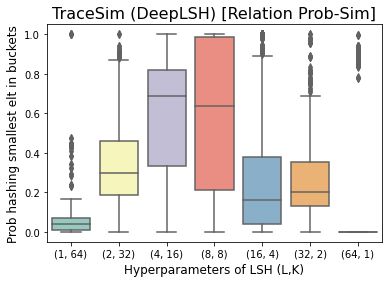 TraceSim (DeepLSH) [Relation Prob-Sim]
Prob hashing smallest elt in buckets
1.0
0.8
0.6
0.4
0.2
0.0
(1, 64) (2, 32) (4, 16) (8, 8) (16, 4) (32, 2) (64, 1)
Hyperparameters of LSH (L,K)